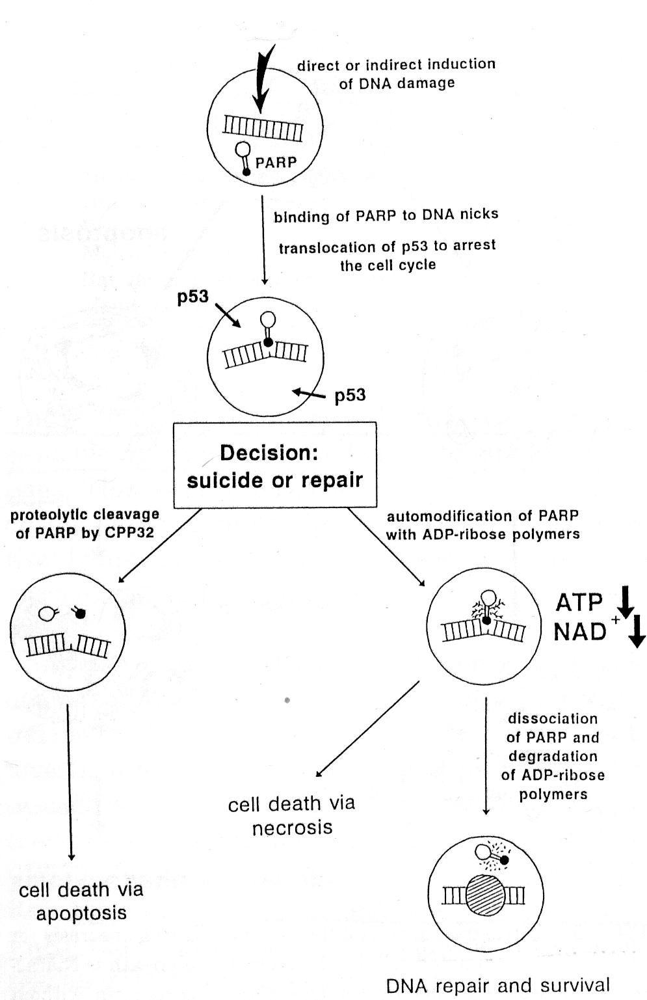 direct or indirect induction
of DNA damage
PARP
binding of PARP to DNA nicks
translocation of p53 to arrest
the cell cycle
p53
p53
Decision:
suicide or repair
proteolytic cleavage
of PARP by CPP32
automodification of PARP
with ADP-ribose polymers
ATP
NAD+
dissociation
of PARP and
degradation
of ADP-ribose
polymers
cell death via
necrosis
cell death via
apoptosis
DNA repair and survival